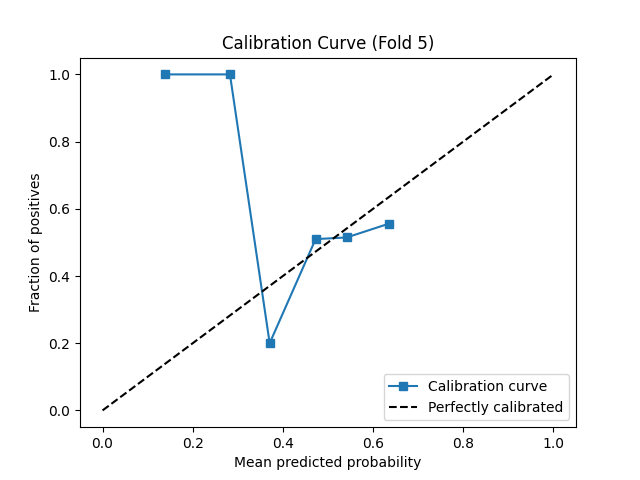 Calibration Curve (Fold 5)
1.0
0.8
0.6
0.4
0.2
0.0
Fraction of positives
0.0 0.2 0.4 0.6 0.8 1.0
Mean predicted probability
Calibration curve
Perfectly calibrated